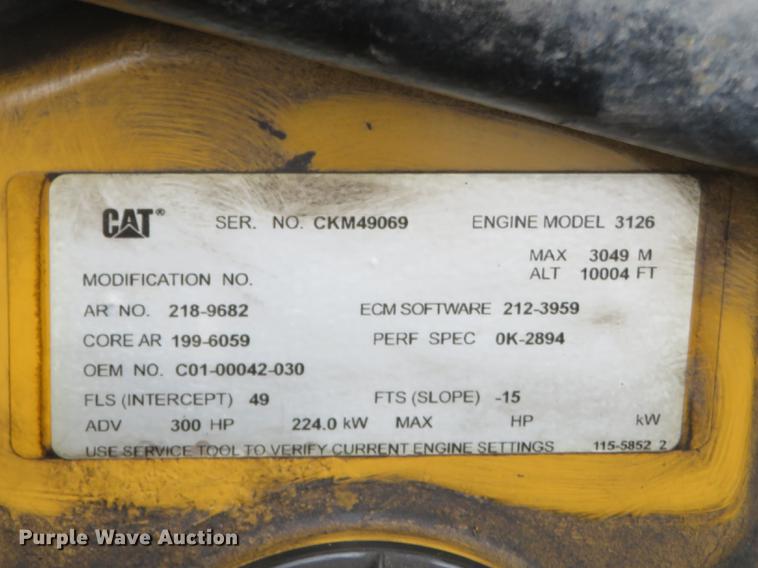 CAT® SER. NO. CKM49069 ENGINE MODEL 3126
MAX 3049 M
MODIFICATION NO. ALT 10004 FT
AR NO. 218-9682 ECM SOFTWARE 212-3959
CORE AR 199-6059 PERF SPEC 0K-2894
OEM NO. C01-00042-030
FLS (INTERCEPT) 49 FTS (SLOPE) -15
ADV 300 HP 224.0 kW MAX HP kW
USE SERVICE TOOL TO VERIFY CURRENT ENGINE SETTINGS 115-5852 2
Purple Wave Auction